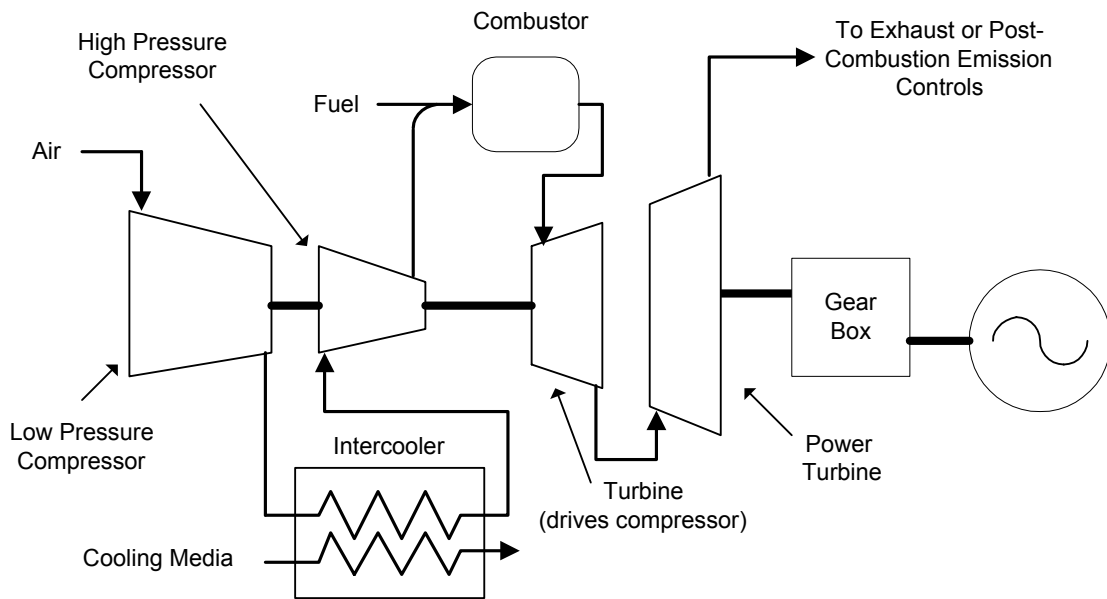 High Pressure
Compressor
Combustor
To Exhaust or Post-
Combustion Emission
Controls
Fuel
Air
Gear
Box
Low Pressure
Compressor
Intercooler
Power
Turbine
Turbine
(drives compressor)
Cooling Media